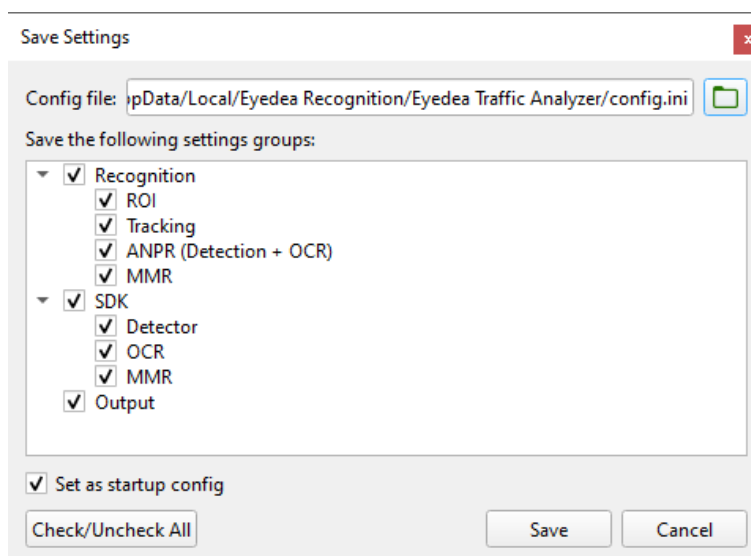 Save Settings
x
Config file: pData/Local/Eyedea Recognition/Eyedea Traffic Analyzer/config.ini
Save the following settings groups:
Recognition
ROI
Tracking
ANPR (Detection + OCR)
MMR
SDK
Detector
OCR
MMR
Output
Set as startup config
Check/Uncheck All Save Cancel